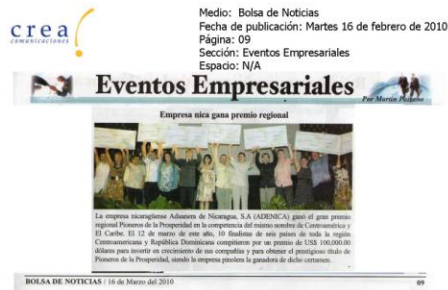 crea
comunicaciones
Medio: Bolsa de Noticias
Fecha de publicación: Martes 16 de febrero de 2010
Página: 09
Sección: Eventos Empresariales
Espacio: N/A
Eventos Empresariales
Por Martín
Empresa nica gana premio regional
La empresa nicaragüense Aduanera de Nicaragua, S.A (ADENICA) ganó el gran premio
regional Pioneros de la Prosperidad en la competencia del mismo nombre de Centroamérica y
El Caribe. El 12 de marzo de este año, 10 finalistas de seis países de toda la región
Centroamericana y República Dominicana compitieron por un premio de US$ 100,000.00
dólares para invertir en crecimiento de sus compañías y para obtener el prestigioso título de
Pioneros de la Prosperidad, siendo la empresa pinolera la ganadora de dicho certamen.
BOLSA DE NOTICIAS / 16 de Marzo del 2010
09